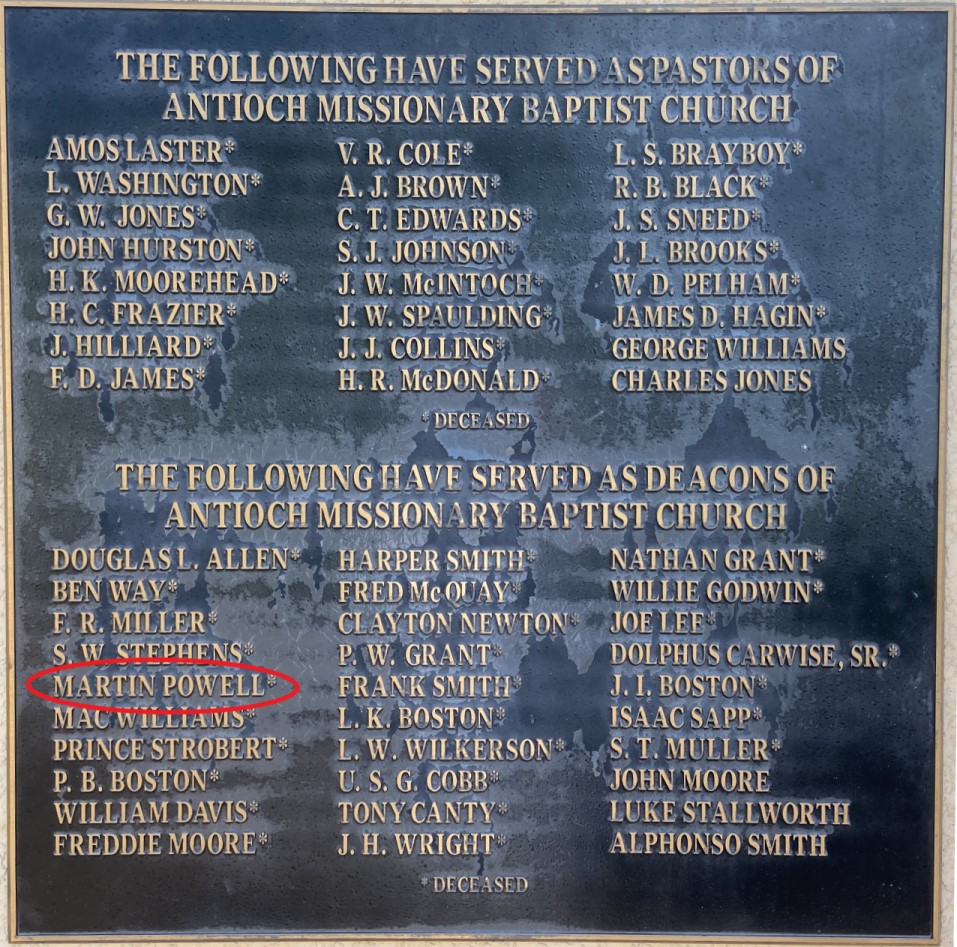 THE FOLLOWING HAVE SERVED AS PASTORS OF
ANTIOCH MISSIONARY BAPTIST CHURCH
AMOS LASTER* V. R. COLE* L. S. BRAYBOY*
L. WASHINGTON* A. J. BROWN* R. B. BLACK*
G. W. JONES* C. T. EDWARDS* J. S. SNEED*
JOHN HURSTON* S. J. JOHNSON* J. L. BROOKS*
H. K. MOOREHEAD* J. W. McINTOCH* W. D. PELHAM*
H. C. FRAZIER* J. W. SPAULDING* JAMES D. HAGIN*
J. HILLIARD* J. J. COLLINS* GEORGE WILLIAMS
F. D. JAMES* H. R. McDONALD* CHARLES JONES
* DECEASED
THE FOLLOWING HAVE SERVED AS DEACONS OF
ANTIOCH MISSIONARY BAPTIST CHURCH
DOUGLAS L. ALLEN* HARPER SMITH* NATHAN GRANT*
BEN WAY* FRED McQUAY* WILLIE GODWIN*
F. R. MILLER* CLAYTON NEWTON* JOE LEE*
S. W. STEPHENS* P. W. GRANT* DOLPHUS CARWISE, SR.*
MARTIN POWELL* FRANK SMITH* J. I. BOSTON*
MAC WILLIAMS* L. K. BOSTON* ISAAC SAPP*
PRINCE STROBERT* L. W. WILKERSON* S. T. MULLER*
P. B. BOSTON* U. S. G. COBB* JOHN MOORE
WILLIAM DAVIS* TONY CANTY* LUKE STALLWORTH
FREDDIE MOORE* J. H. WRIGHT* ALPHONSO SMITH
* DECEASED